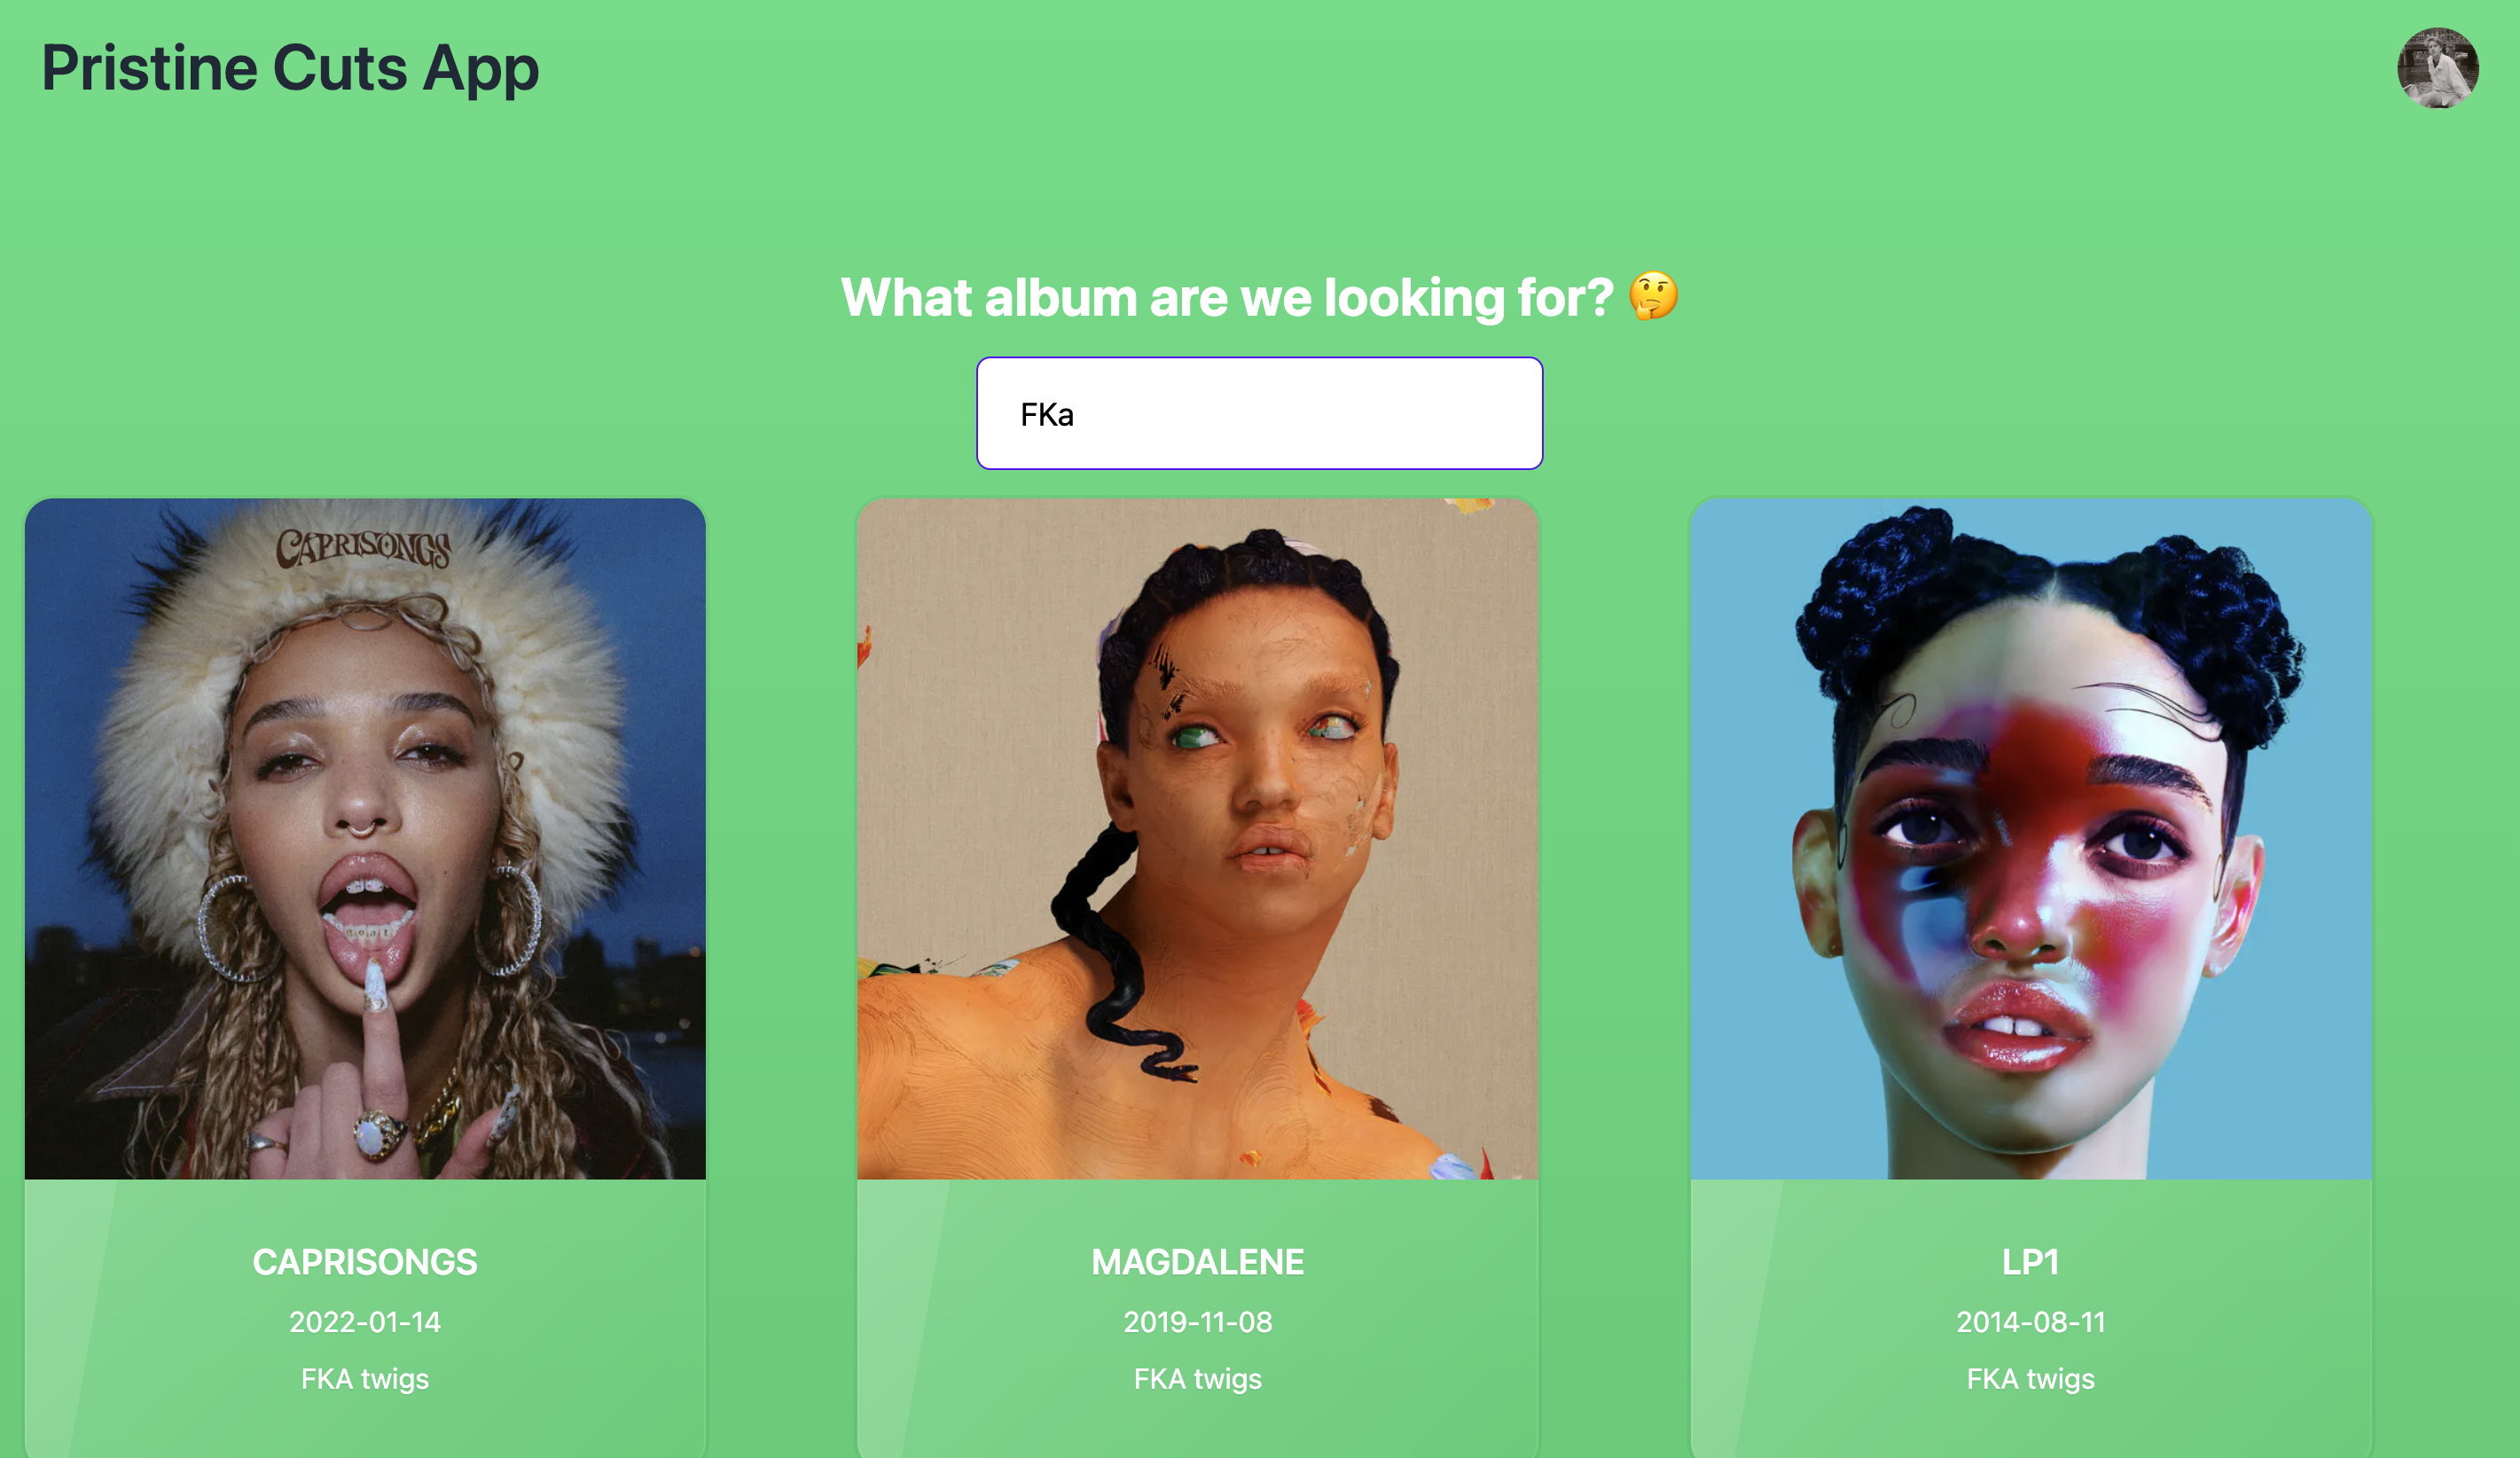 Pristine Cuts App
What album are we looking for? 🤔
FKa
CAPRISONGS
goat
CAPRISONGS
2022-01-14
FKA twigs
MAGDALENE
2019-11-08
FKA twigs
LP1
2014-08-11
FKA twigs